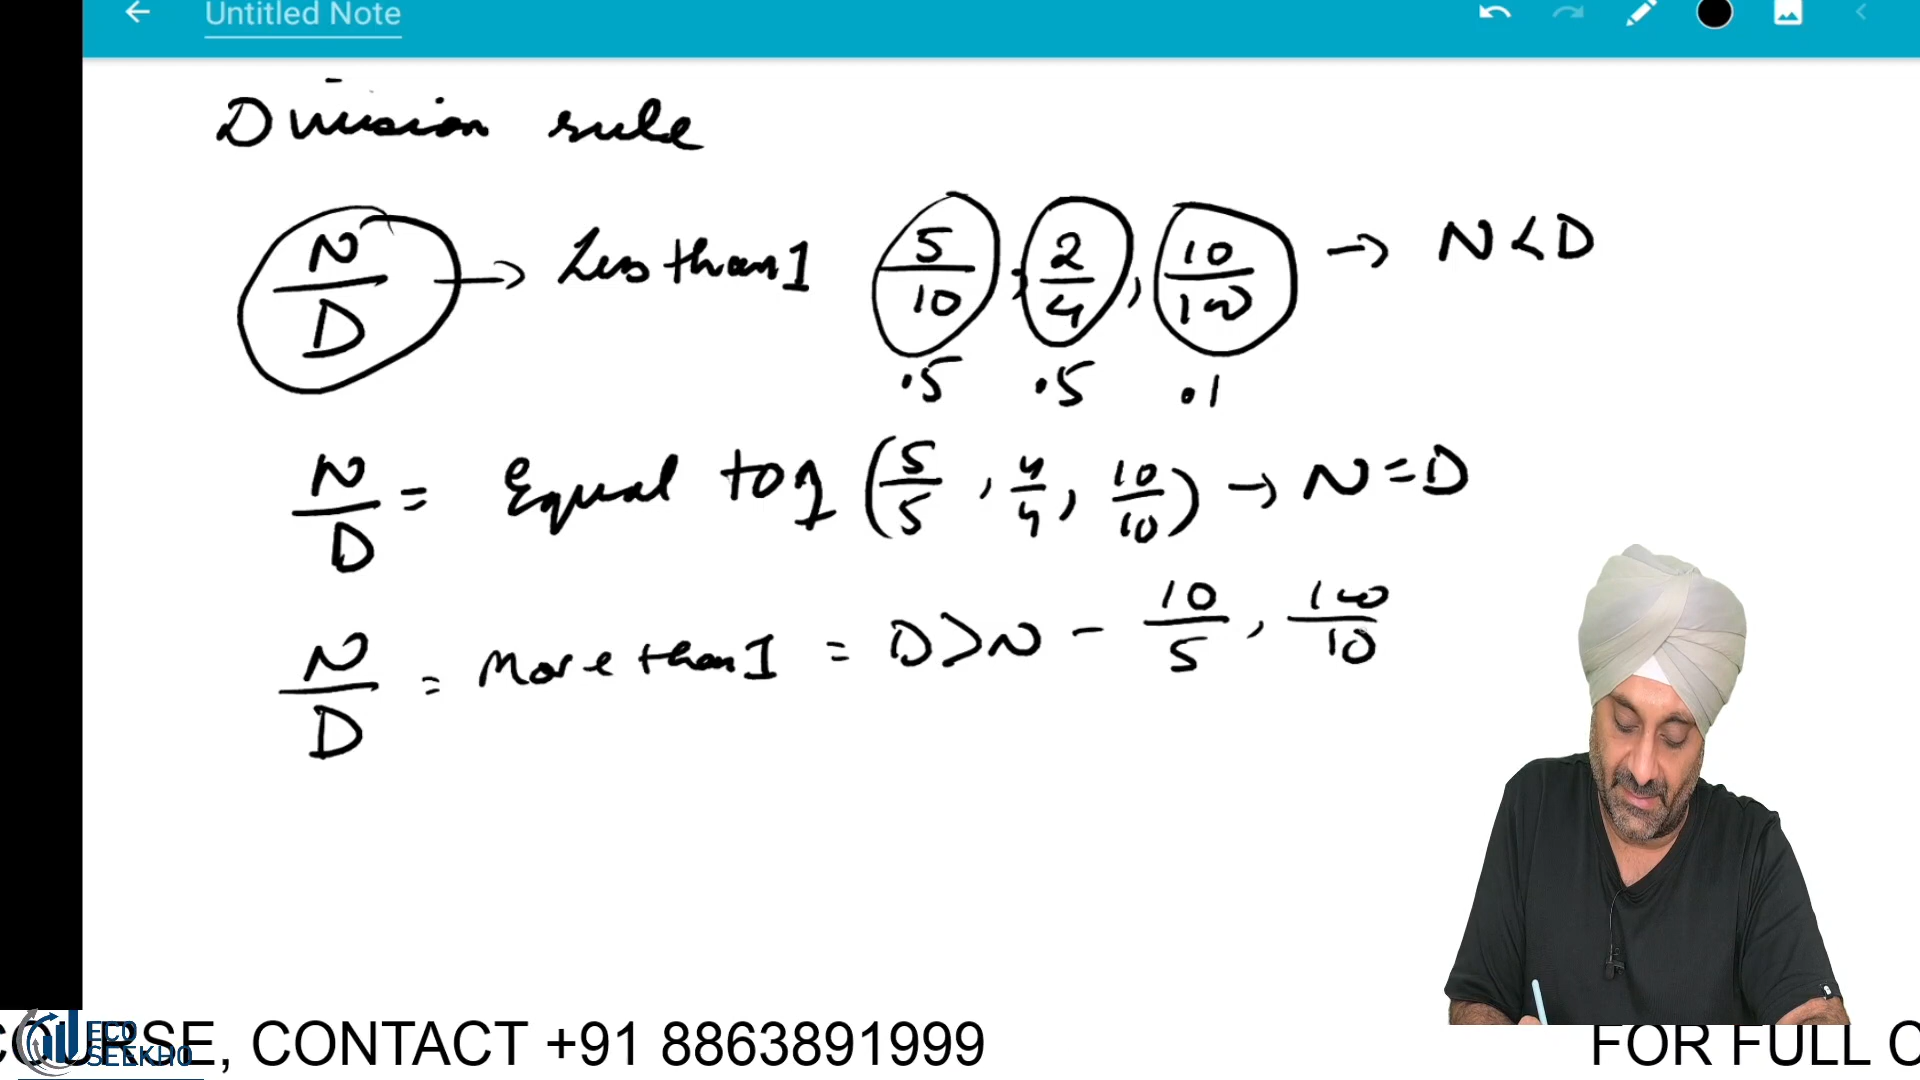 Untitled Note
Division rule
N/D → Less than 1 5/10, 2/4, 10/100 → N<D
.5 .5 .1
N/D = Equal to 1 (5/5, 4/4, 10/10) → N=D
N/D = More than 1 = D>N - 10/5, 100/10
COURSE, CONTACT +91 8863891999 FOR FULL C
ECO
SEEKHO